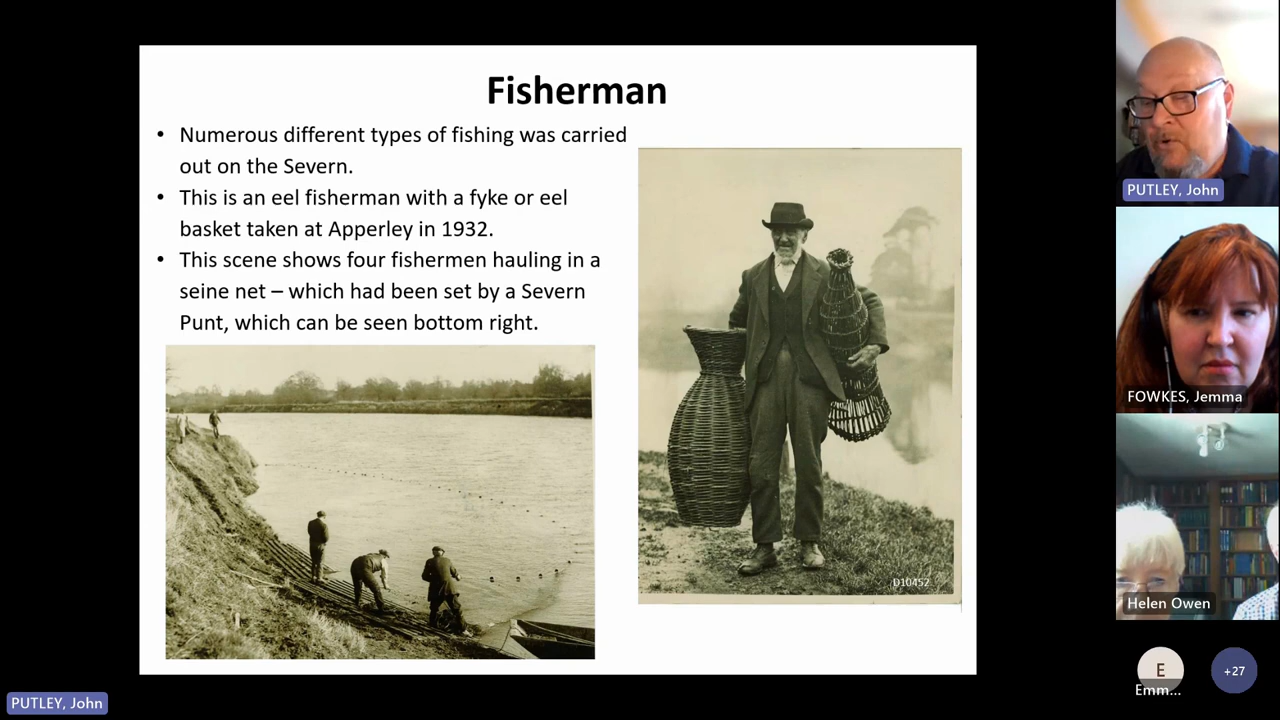 Fisherman
• Numerous different types of fishing was carried
out on the Severn.
• This is an eel fisherman with a fyke or eel
basket taken at Apperley in 1932.
• This scene shows four fishermen hauling in a
seine net – which had been set by a Severn
Punt, which can be seen bottom right.
D10452
PUTLEY, John
FOWKES, Jemma
Helen Owen
E
Emm...
+27
PUTLEY, John